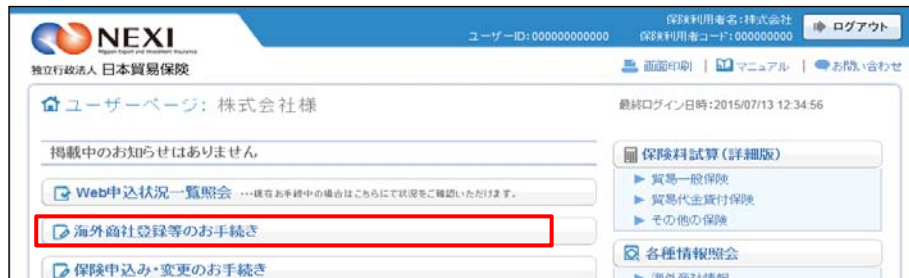 NEXI
Nippon Export and Investment Insurance
独立行政法人 日本貿易保険
ユーザーID:000000000000
保険利用者名:株式会社
保険利用者コード:000000000
ログアウト
画面印刷 | マニュアル | お問い合わせ
ユーザーページ: 株式会社様
最終ログイン日時:2015/07/13 12:34:56
掲載中のお知らせはありません
Web申込状況一覧照会 …現在お手続中の場合はこちらにて状況をご確認いただけます。
海外商社登録等のお手続き
保険申込み・変更のお手続き
保険料試算(詳細版)
貿易一般保険
貿易代金貸付保険
その他の保険
各種情報照会
海外商社情報